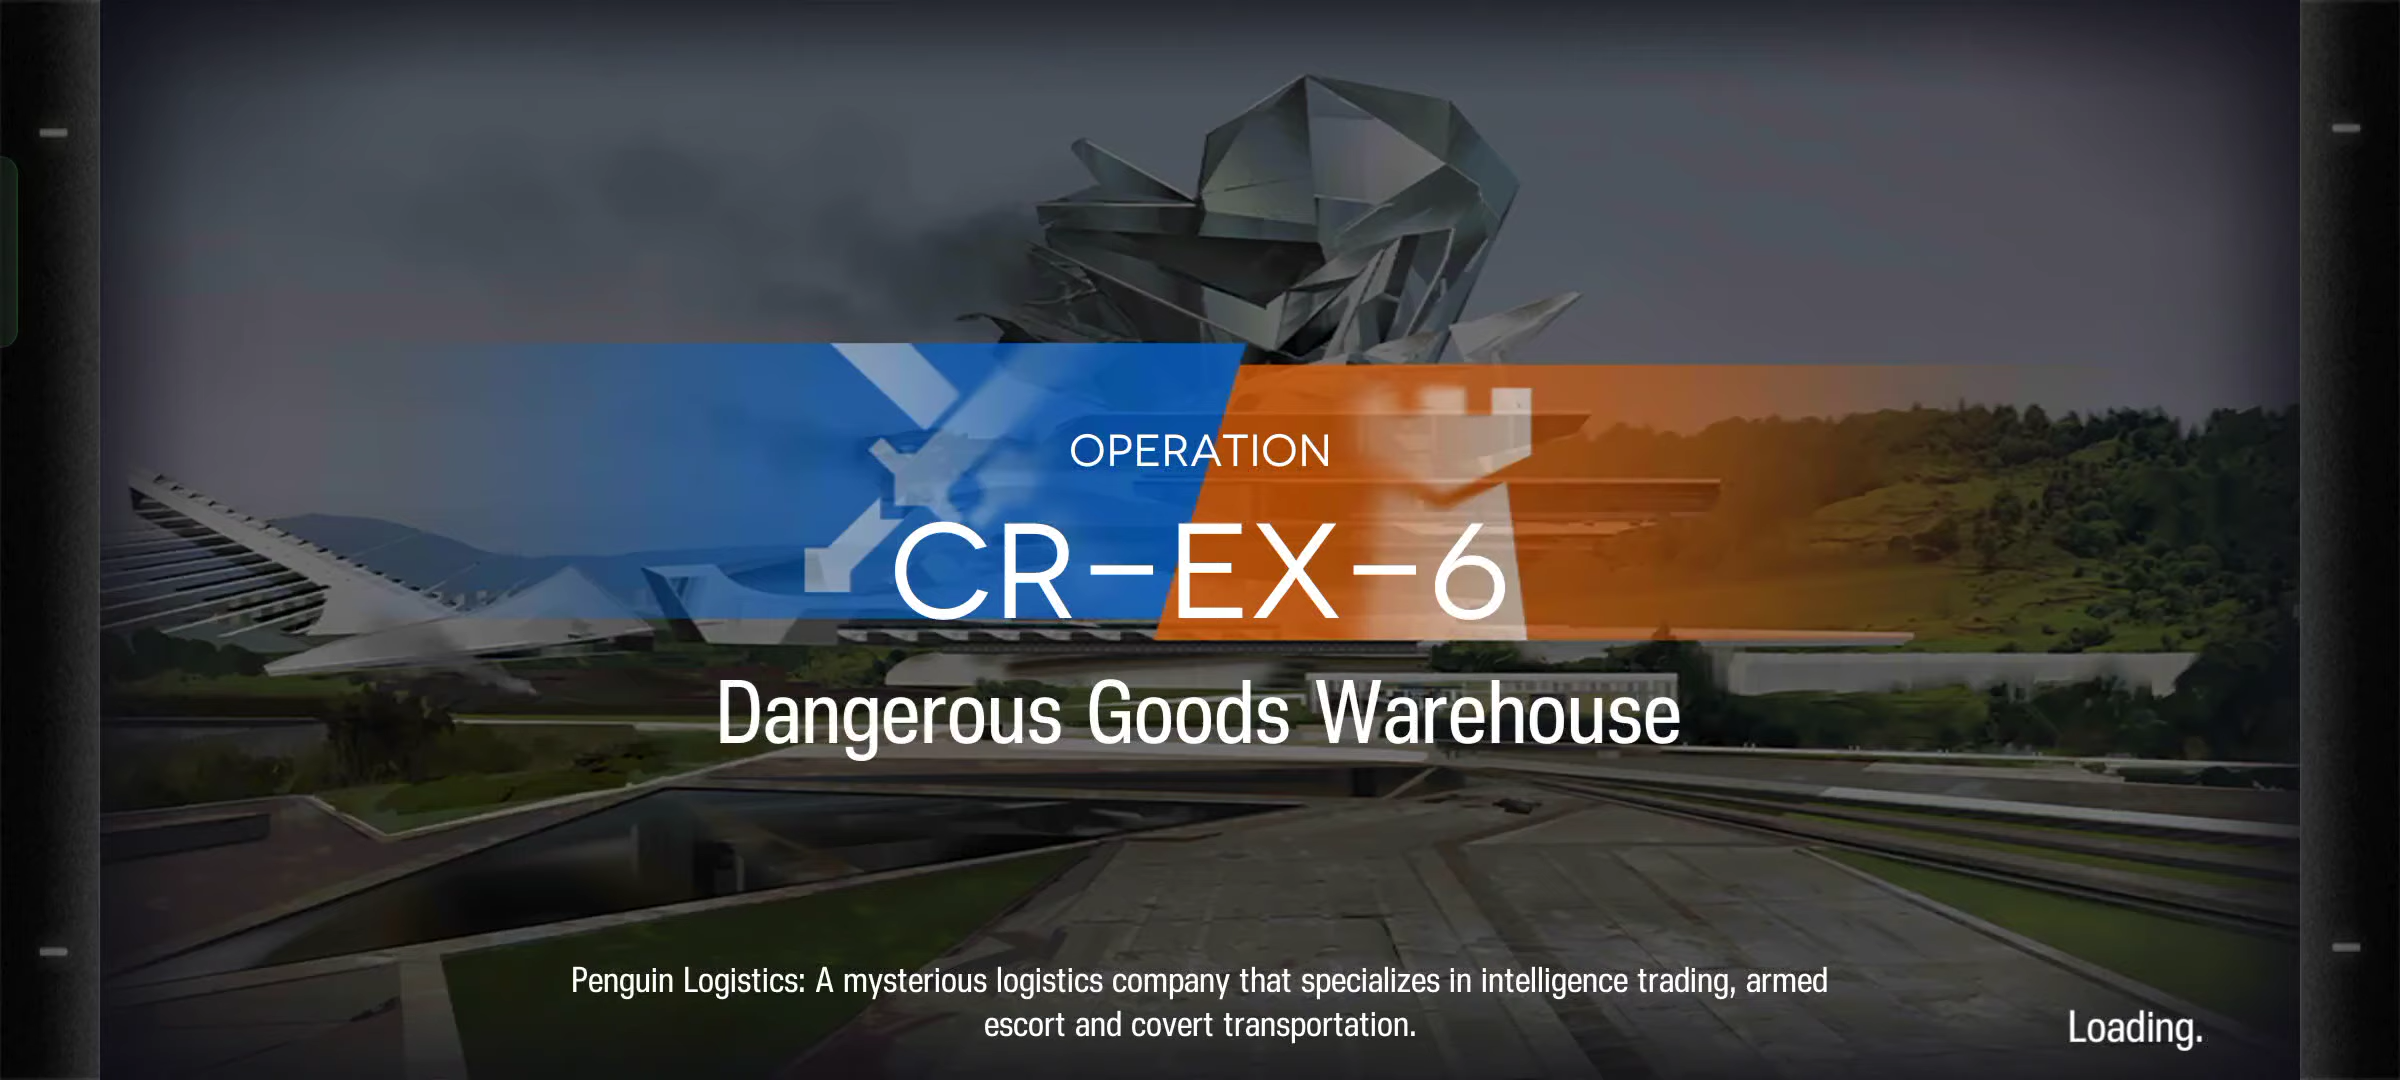 OPERATION
CR-EX-6
Dangerous Goods Warehouse
Penguin Logistics: A mysterious logistics company that specializes in intelligence trading, armed
escort and covert transportation.
Loading.